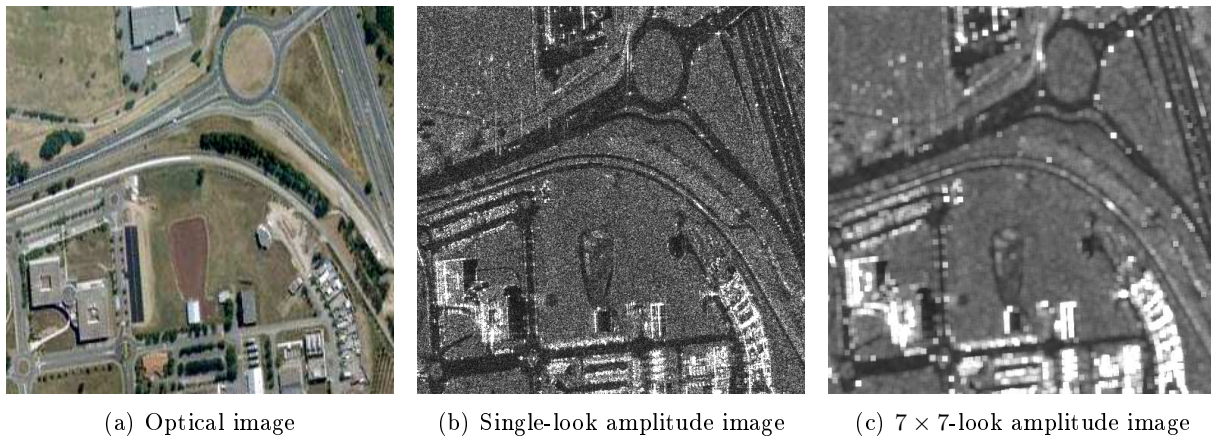 (a) Optical image
(b) Single-look amplitude image
(c) 7 × 7-look amplitude image